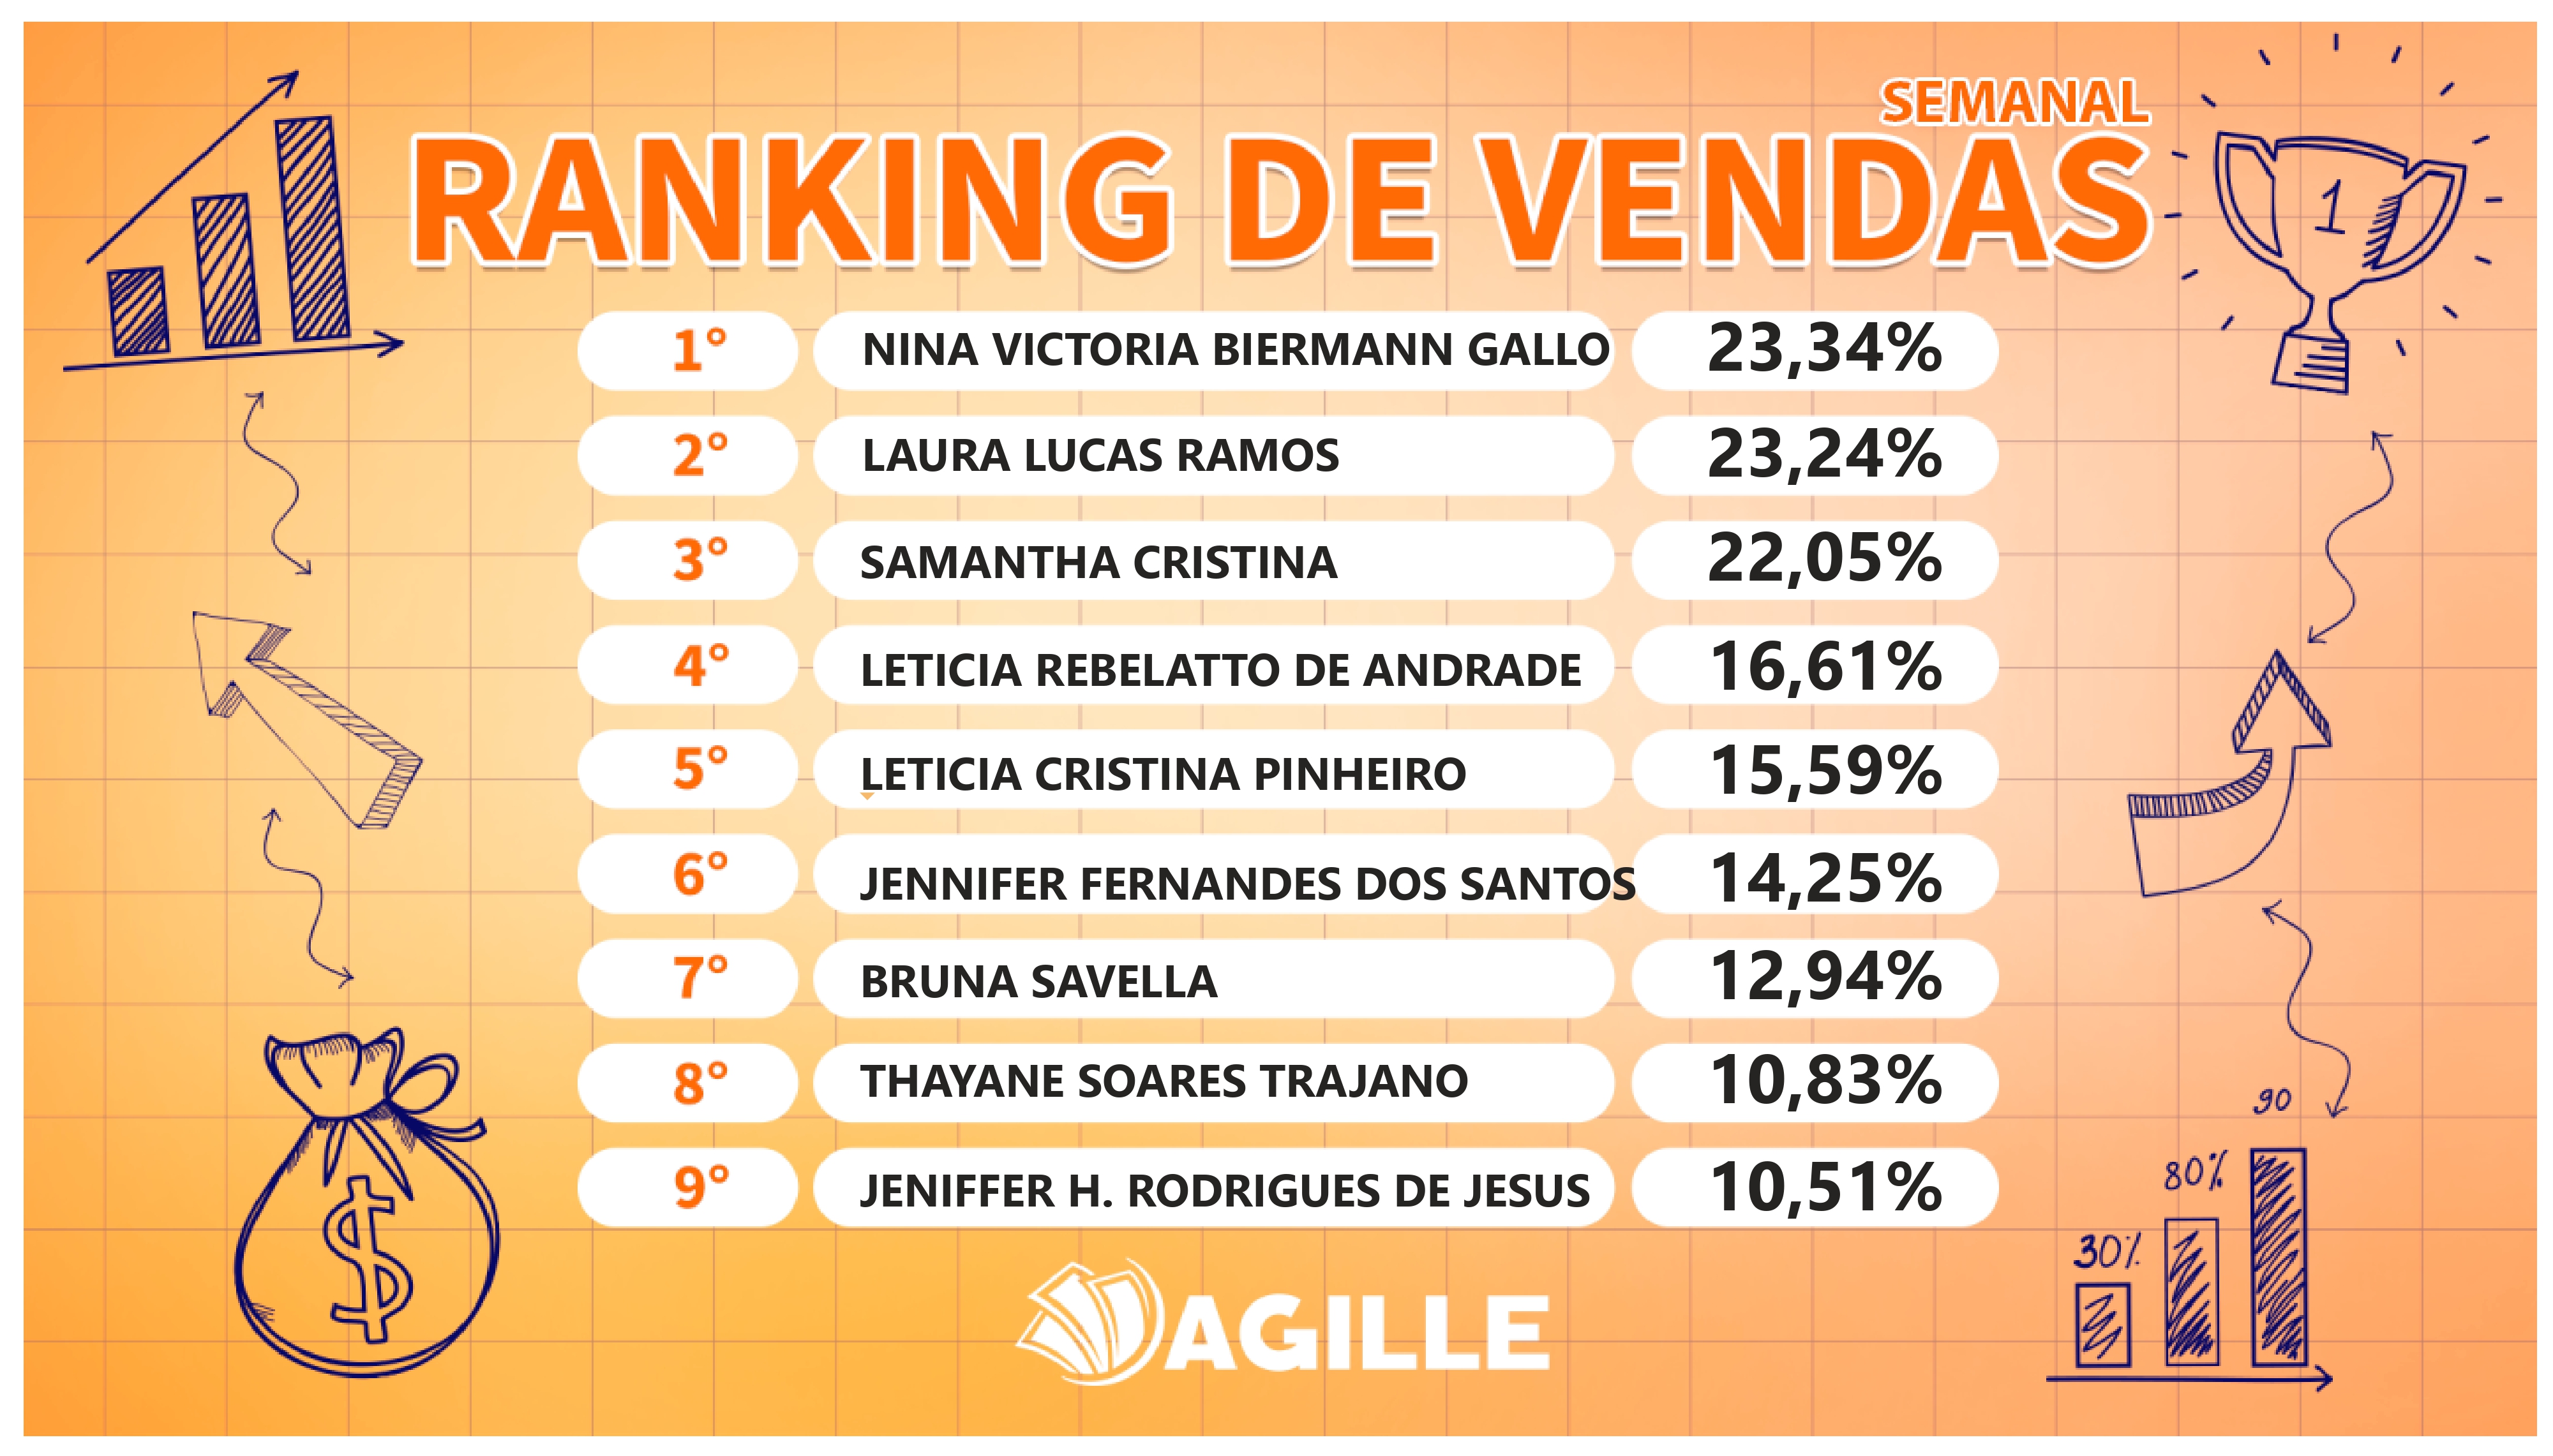 SEMANAL
RANKING DE VENDAS
1
1° NINA VICTORIA BIERMANN GALLO 23,34%
2° LAURA LUCAS RAMOS 23,24%
3° SAMANTHA CRISTINA 22,05%
4° LETICIA REBELATTO DE ANDRADE 16,61%
5° LETICIA CRISTINA PINHEIRO 15,59%
6° JENNIFER FERNANDES DOS SANTOS 14,25%
7° BRUNA SAVELLA 12,94%
8° THAYANE SOARES TRAJANO 10,83%
9° JENIFFER H. RODRIGUES DE JESUS 10,51%
90
80%
30%
$
AGILLE